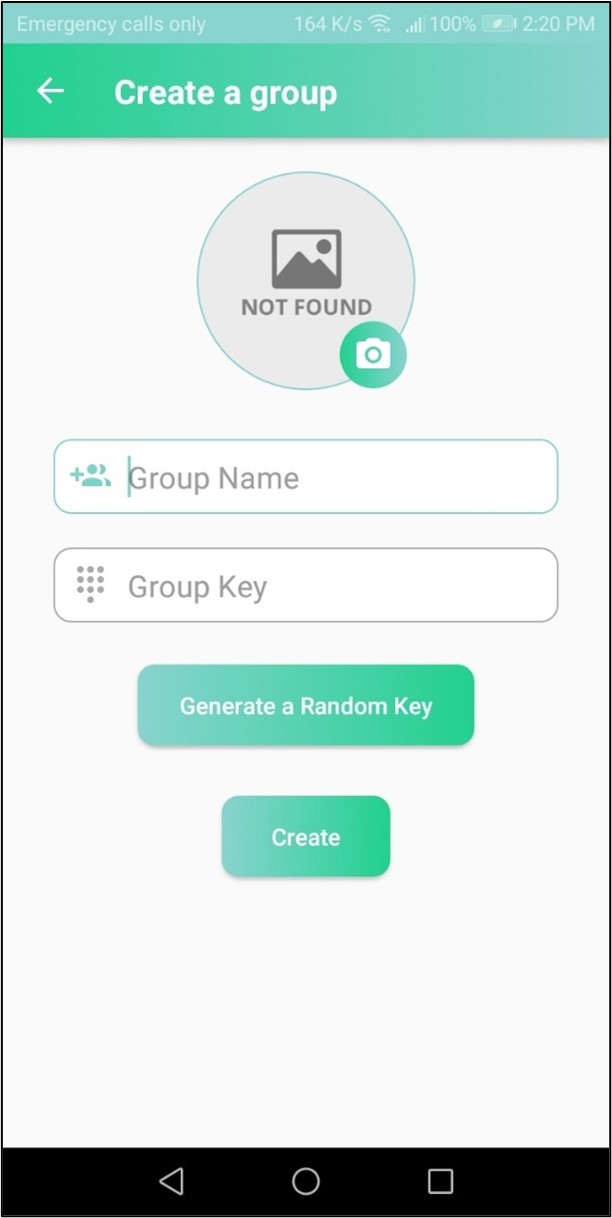 Emergency calls only 164 K/s 100% 2:20 PM
Create a group
NOT FOUND
Group Name
Group Key
Generate a Random Key
Create